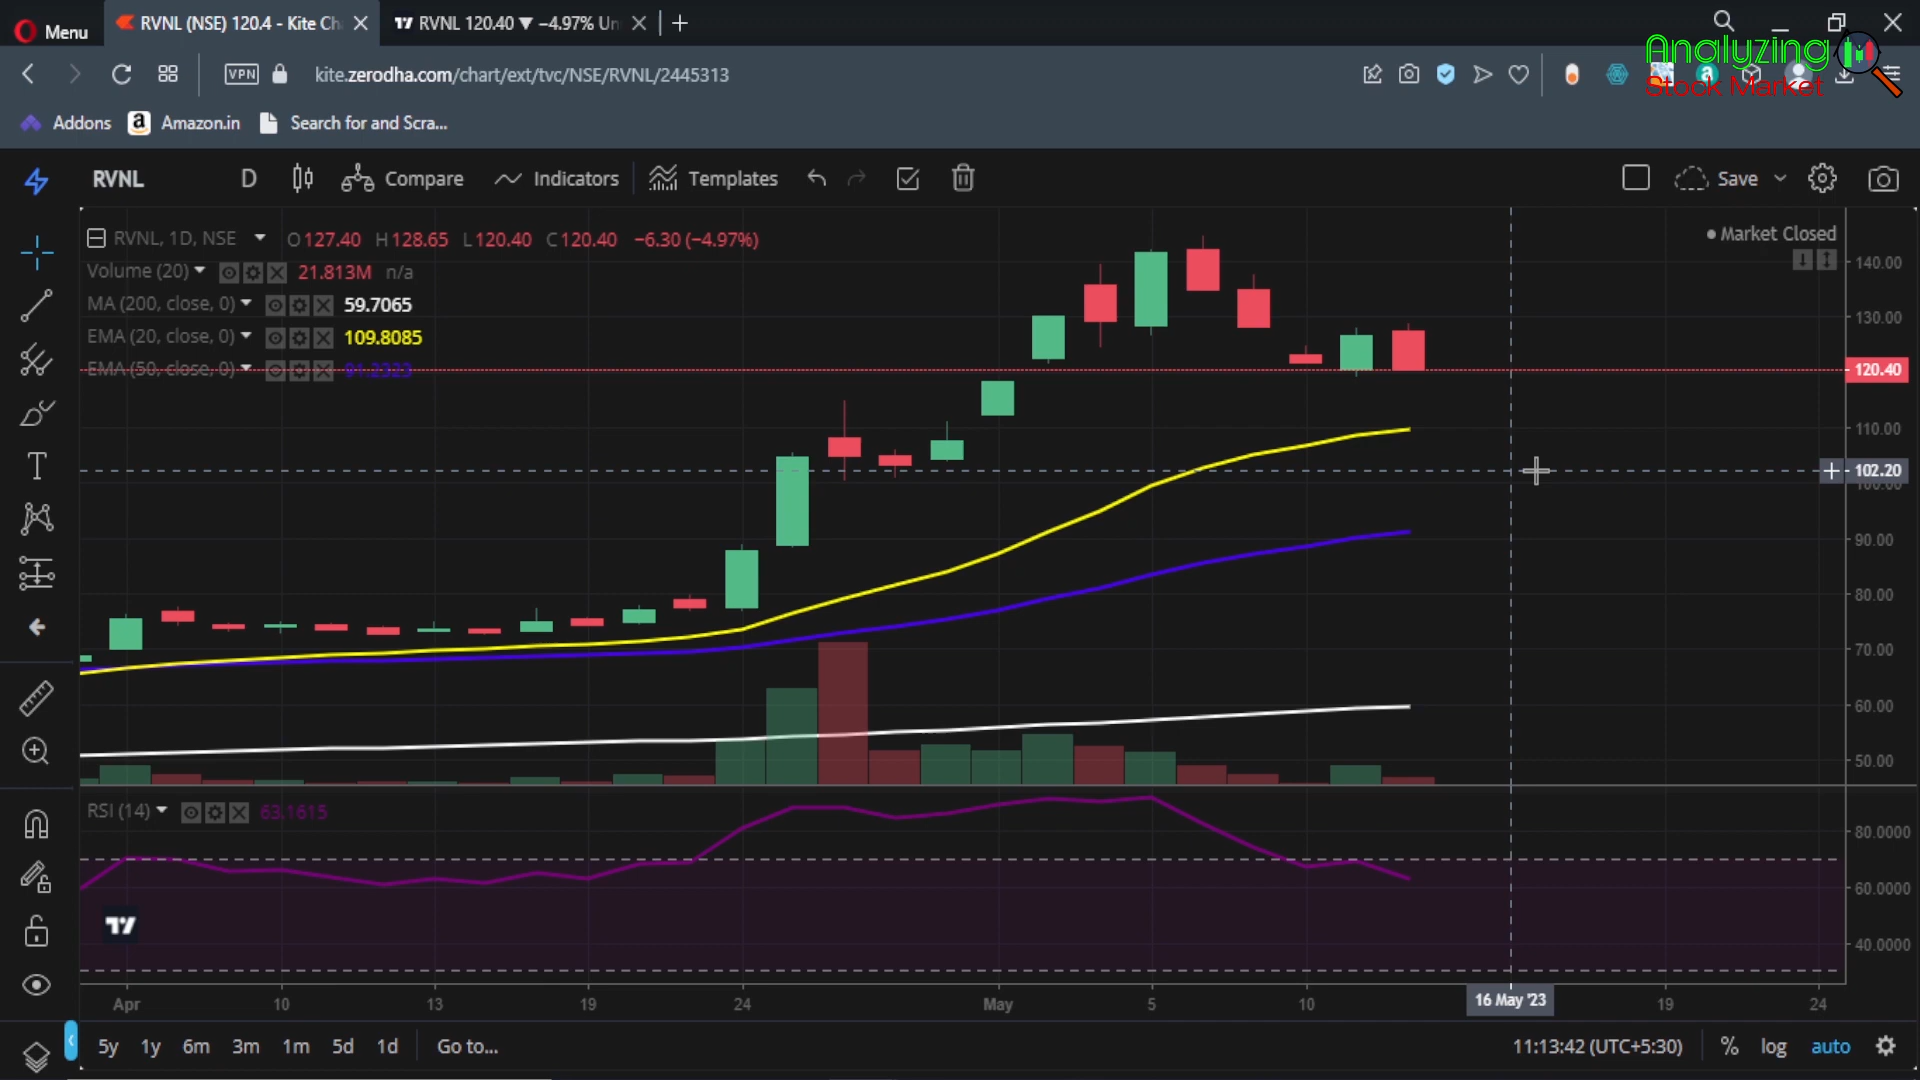 Menu
RVNL (NSE) 120.4 - Kite Ch
RVNL 120.40 ▼ −4.97% Un
VPN
kite.zerodha.com/chart/ext/tvc/NSE/RVNL/2445313
Analyzing
Stock Market
Addons
Amazon.in
Search for and Scra...
RVNL
D
Compare
Indicators
Templates
Save
RVNL, 1D, NSE
O127.40 H128.65 L120.40 C120.40 −6.30 (−4.97%)
Market Closed
Volume (20) 21.813M n/a
MA (200, close, 0) 59.7065
EMA (20, close, 0) 109.8085
EMA (50, close, 0) 91.2323
140.00
130.00
120.40
110.00
102.20
100.00
90.00
80.00
70.00
60.00
50.00
RSI (14) 63.1615
80.0000
60.0000
40.0000
Apr 10 13 19 24 May 5 10 16 May '23 19 24
5y 1y 6m 3m 1m 5d 1d Go to...
11:13:42 (UTC+5:30) % log auto